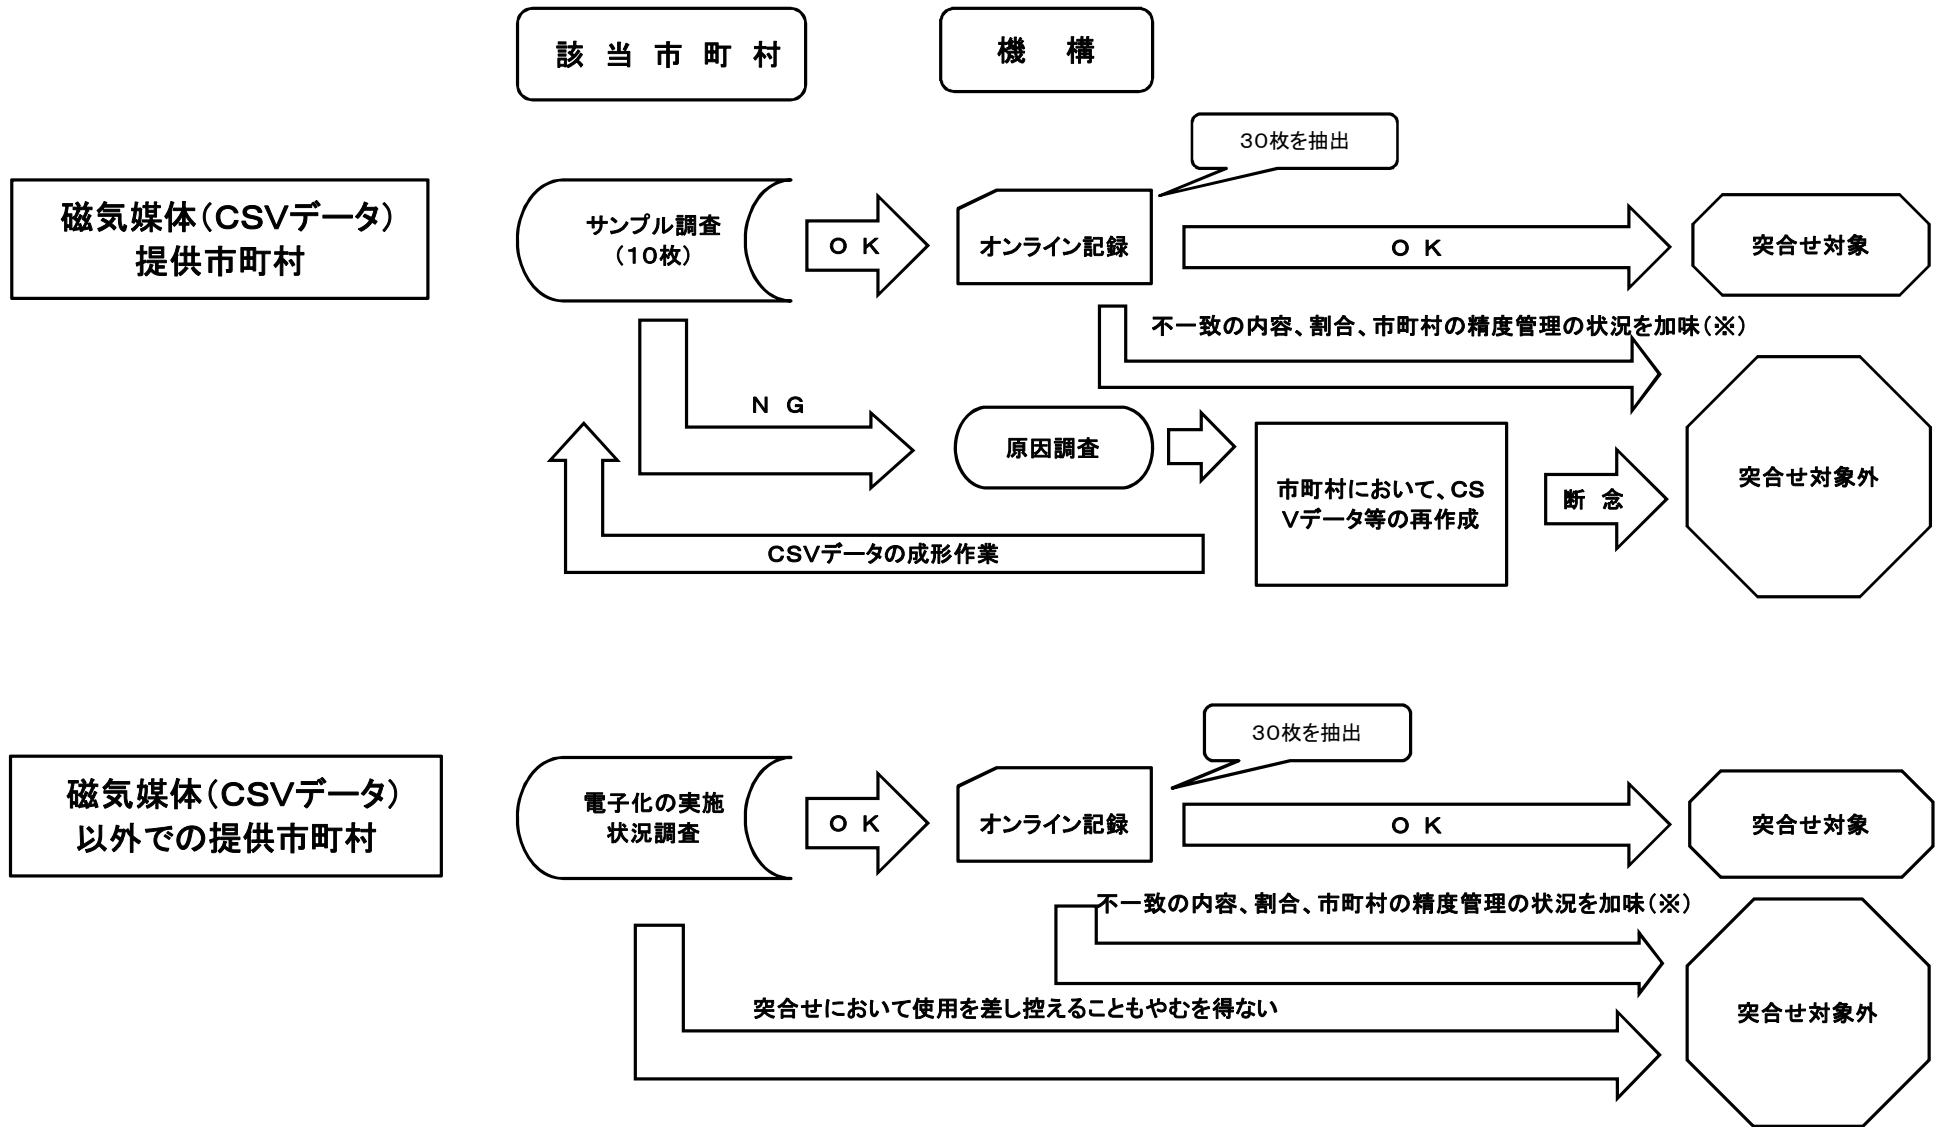 該 当 市 町 村
機 構
30枚を抽出
磁気媒体(CSVデータ)
提供市町村
サンプル調査
(10枚)
O K
オンライン記録
O K
突合せ対象
不一致の内容、割合、市町村の精度管理の状況を加味(※)
N G
原因調査
市町村において、CS
Vデータ等の再作成
断 念
突合せ対象外
CSVデータの成形作業
30枚を抽出
磁気媒体(CSVデータ)
以外での提供市町村
電子化の実施
状況調査
O K
オンライン記録
O K
突合せ対象
不一致の内容、割合、市町村の精度管理の状況を加味(※)
突合せにおいて使用を差し控えることもやむを得ない
突合せ対象外